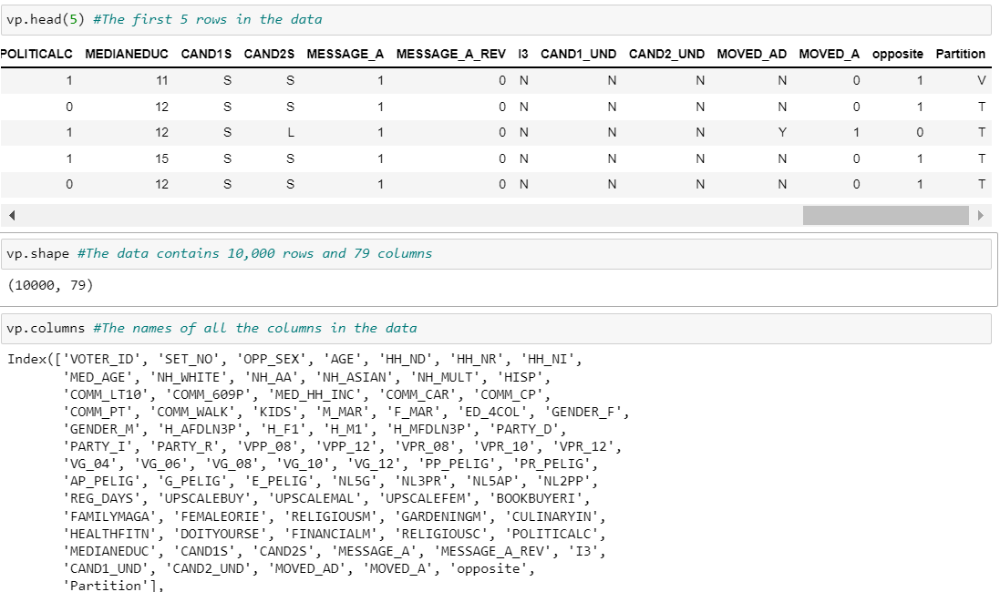 vp.head(5) #The first 5 rows in the data
POLITICALC MEDIANEDUC CAND1S CAND2S MESSAGE_A MESSAGE_A_REV I3 CAND1_UND CAND2_UND MOVED_AD MOVED_A opposite Partition
1 11 S S 1 0 N N N N 0 1 V
0 12 S S 1 0 N N N N 0 1 T
1 12 S L 1 0 N N N Y 1 0 T
1 15 S S 1 0 N N N N 0 1 T
0 12 S S 1 0 N N N N 0 1 T
vp.shape #The data contains 10,000 rows and 79 columns
(10000, 79)
vp.columns #The names of all the columns in the data
Index(['VOTER_ID', 'SET_NO', 'OPP_SEX', 'AGE', 'HH_ND', 'HH_NR', 'HH_NI',
'MED_AGE', 'NH_WHITE', 'NH_AA', 'NH_ASIAN', 'NH_MULT', 'HISP',
'COMM_LT10', 'COMM_609P', 'MED_HH_INC', 'COMM_CAR', 'COMM_CP',
'COMM_PT', 'COMM_WALK', 'KIDS', 'M_MAR', 'F_MAR', 'ED_4COL', 'GENDER_F',
'GENDER_M', 'H_AFDLN3P', 'H_F1', 'H_M1', 'H_MFDLN3P', 'PARTY_D',
'PARTY_I', 'PARTY_R', 'VPP_08', 'VPP_12', 'VPR_08', 'VPR_10', 'VPR_12',
'VG_04', 'VG_06', 'VG_08', 'VG_10', 'VG_12', 'PP_PELIG', 'PR_PELIG',
'AP_PELIG', 'G_PELIG', 'E_PELIG', 'NL5G', 'NL3PR', 'NL5AP', 'NL2PP',
'REG_DAYS', 'UPSCALEBUY', 'UPSCALEMAL', 'UPSCALEFEM', 'BOOKBUYERI',
'FAMILYMAGA', 'FEMALEORIE', 'RELIGIOUSM', 'GARDENINGM', 'CULINARYIN',
'HEALTHFITN', 'DOITYOURSE', 'FINANCIALM', 'RELIGIOUSC', 'POLITICALC',
'MEDIANEDUC', 'CAND1S', 'CAND2S', 'MESSAGE_A', 'MESSAGE_A_REV', 'I3',
'CAND1_UND', 'CAND2_UND', 'MOVED_AD', 'MOVED_A', 'opposite',
'Partition'],